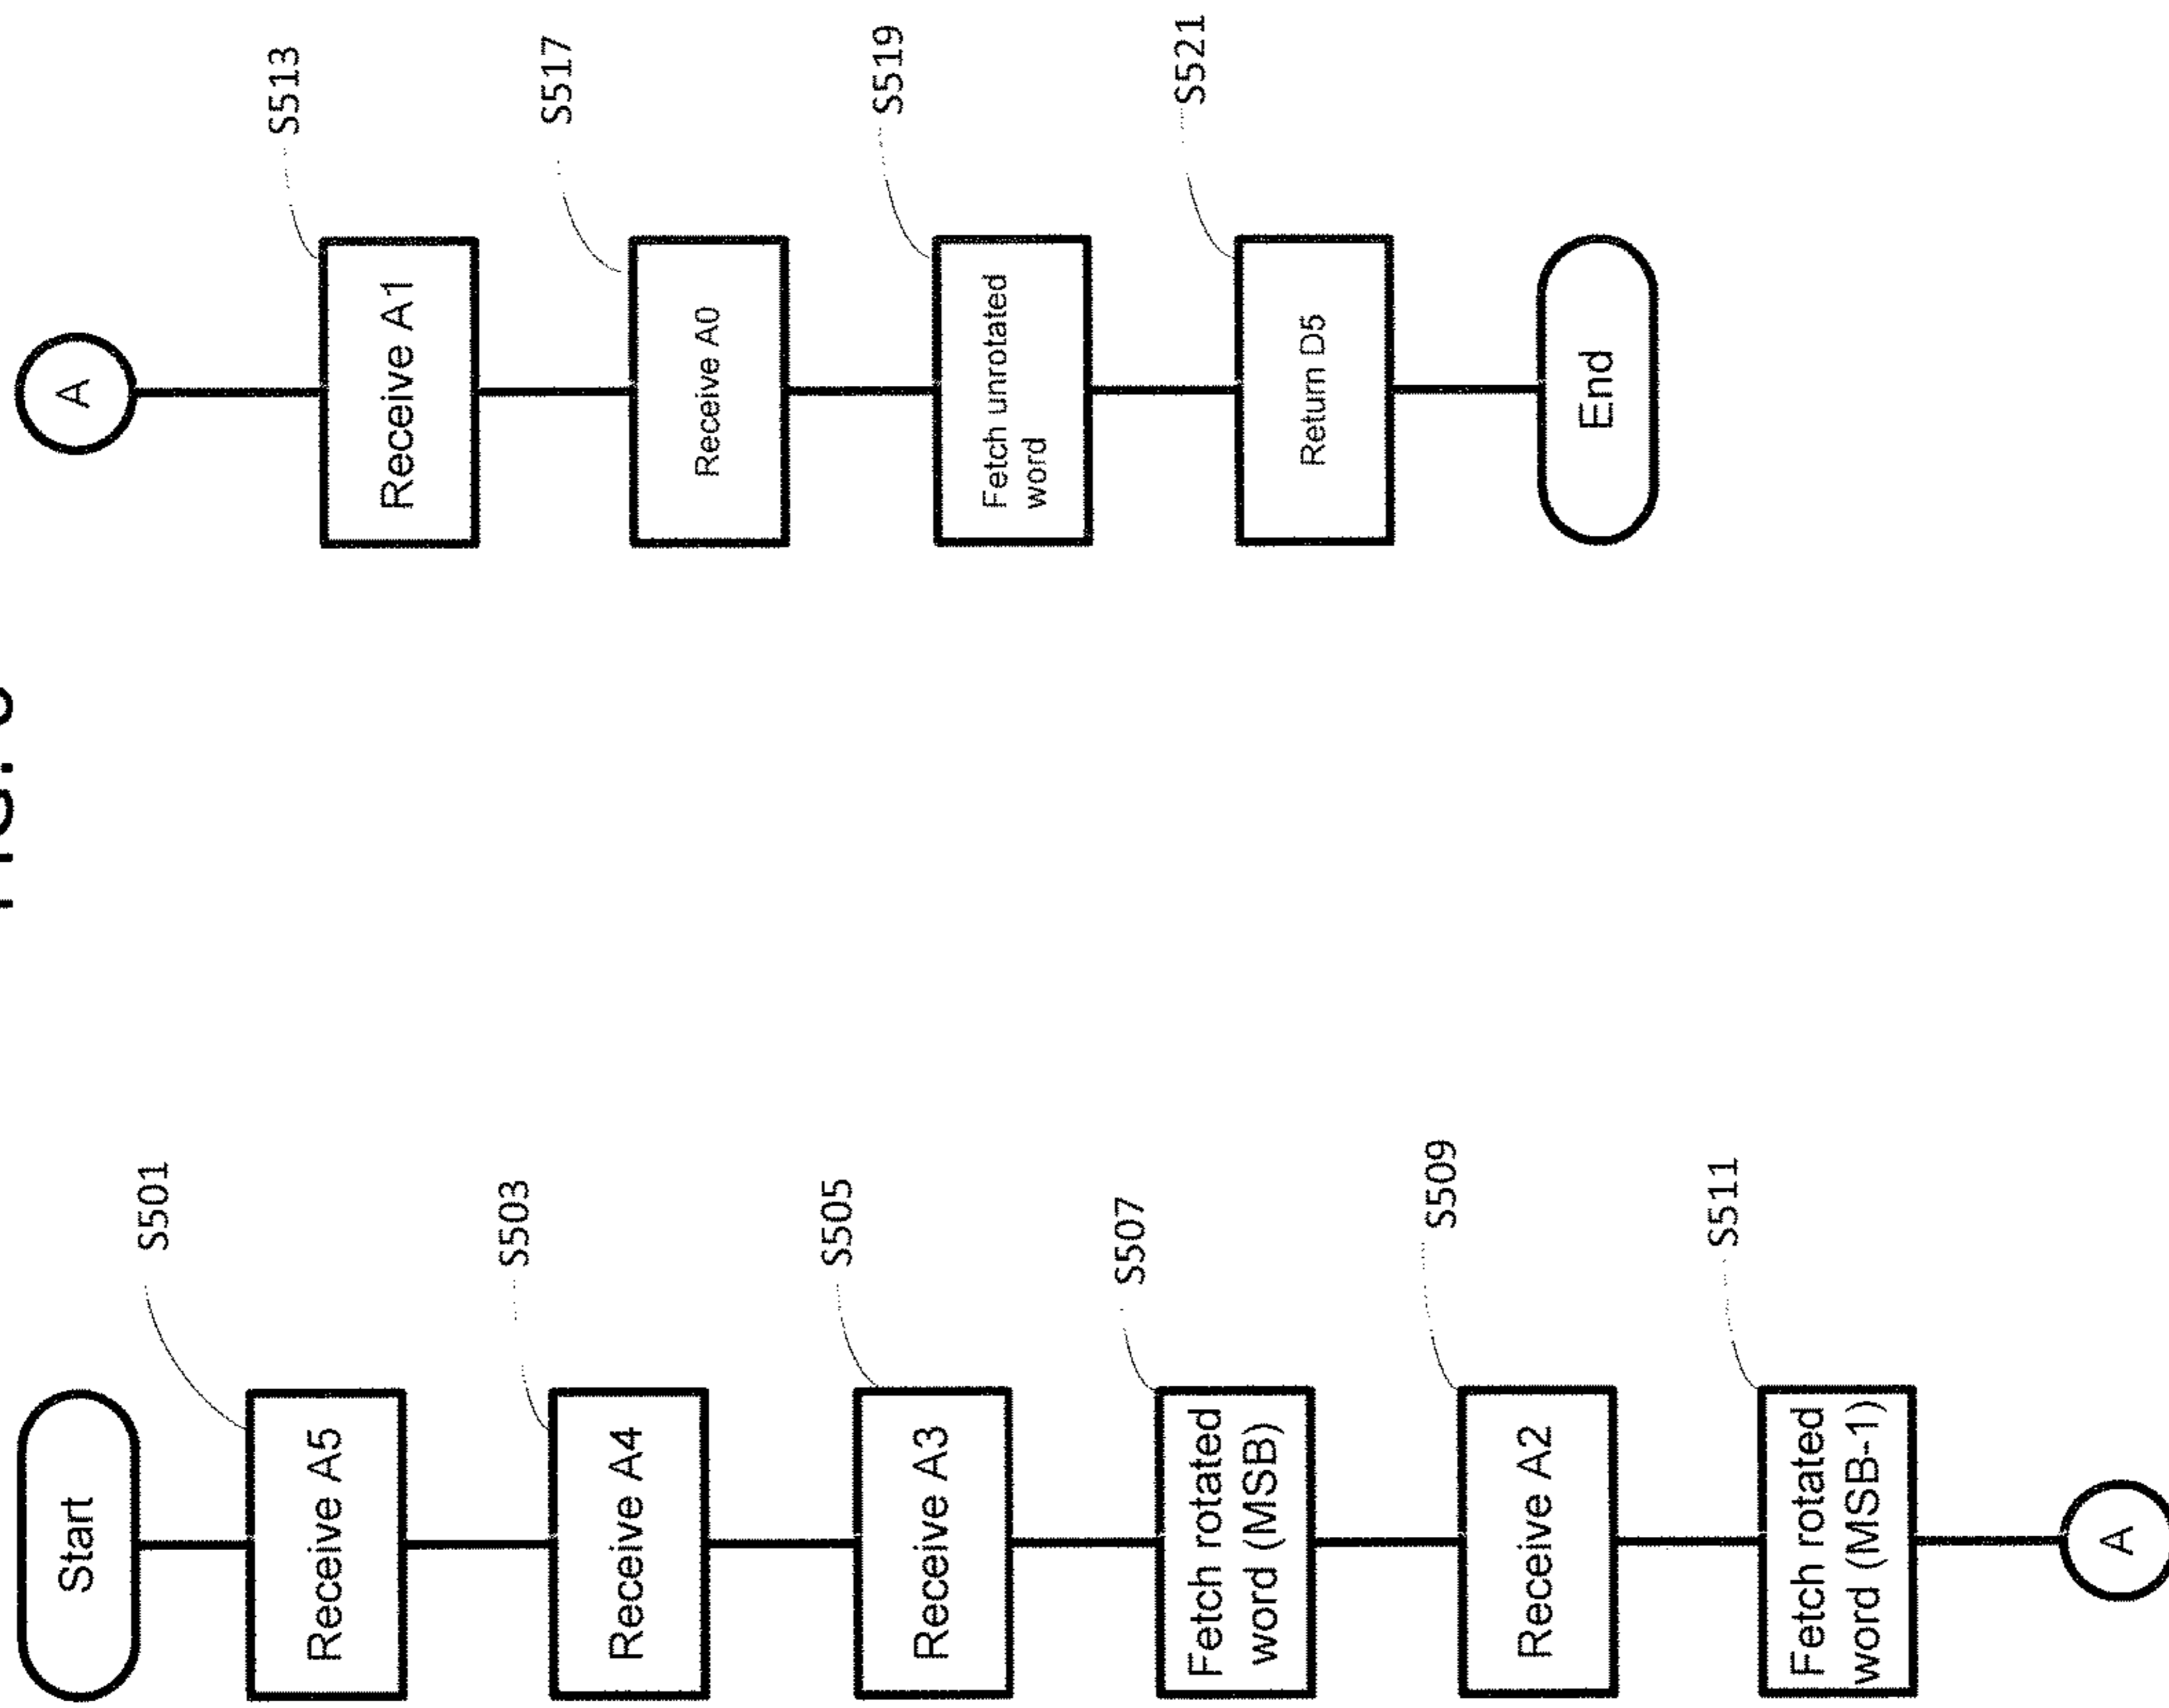 FIG.
Start
S501
Receive A5
S503
Receive A4
S505
Receive A3
S507
Fetch rotated
word (MSB)
S509
Receive A2
S511
Fetch rotated
word (MSB-1)
A
A
S513
Receive A1
S517
Receive A0
S519
Fetch unrotated
word
S521
Return D5
End